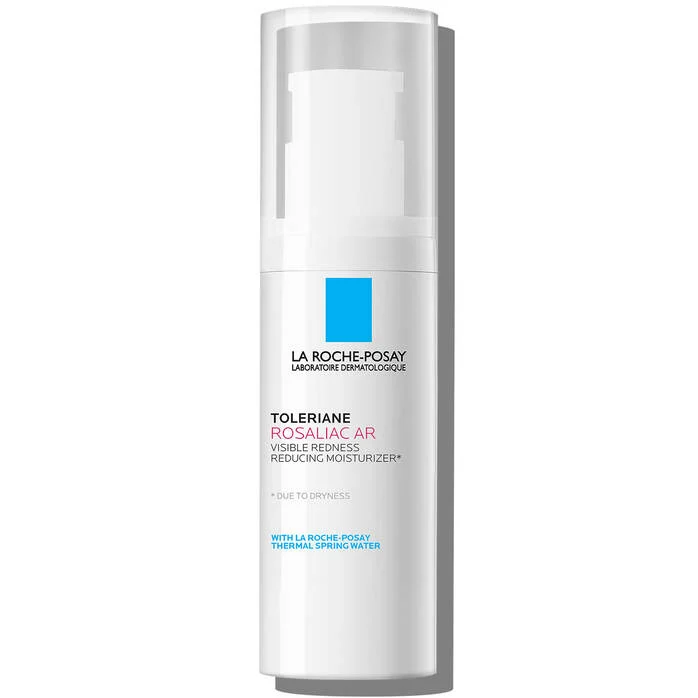 LA ROCHE-POSAY
LABORATOIRE DERMATOLOGIQUE
TOLERIANE
ROSALIAC AR
VISIBLE REDNESS
REDUCING MOISTURIZER*
* DUE TO DRYNESS
WITH LA ROCHE-POSAY
THERMAL SPRING WATER